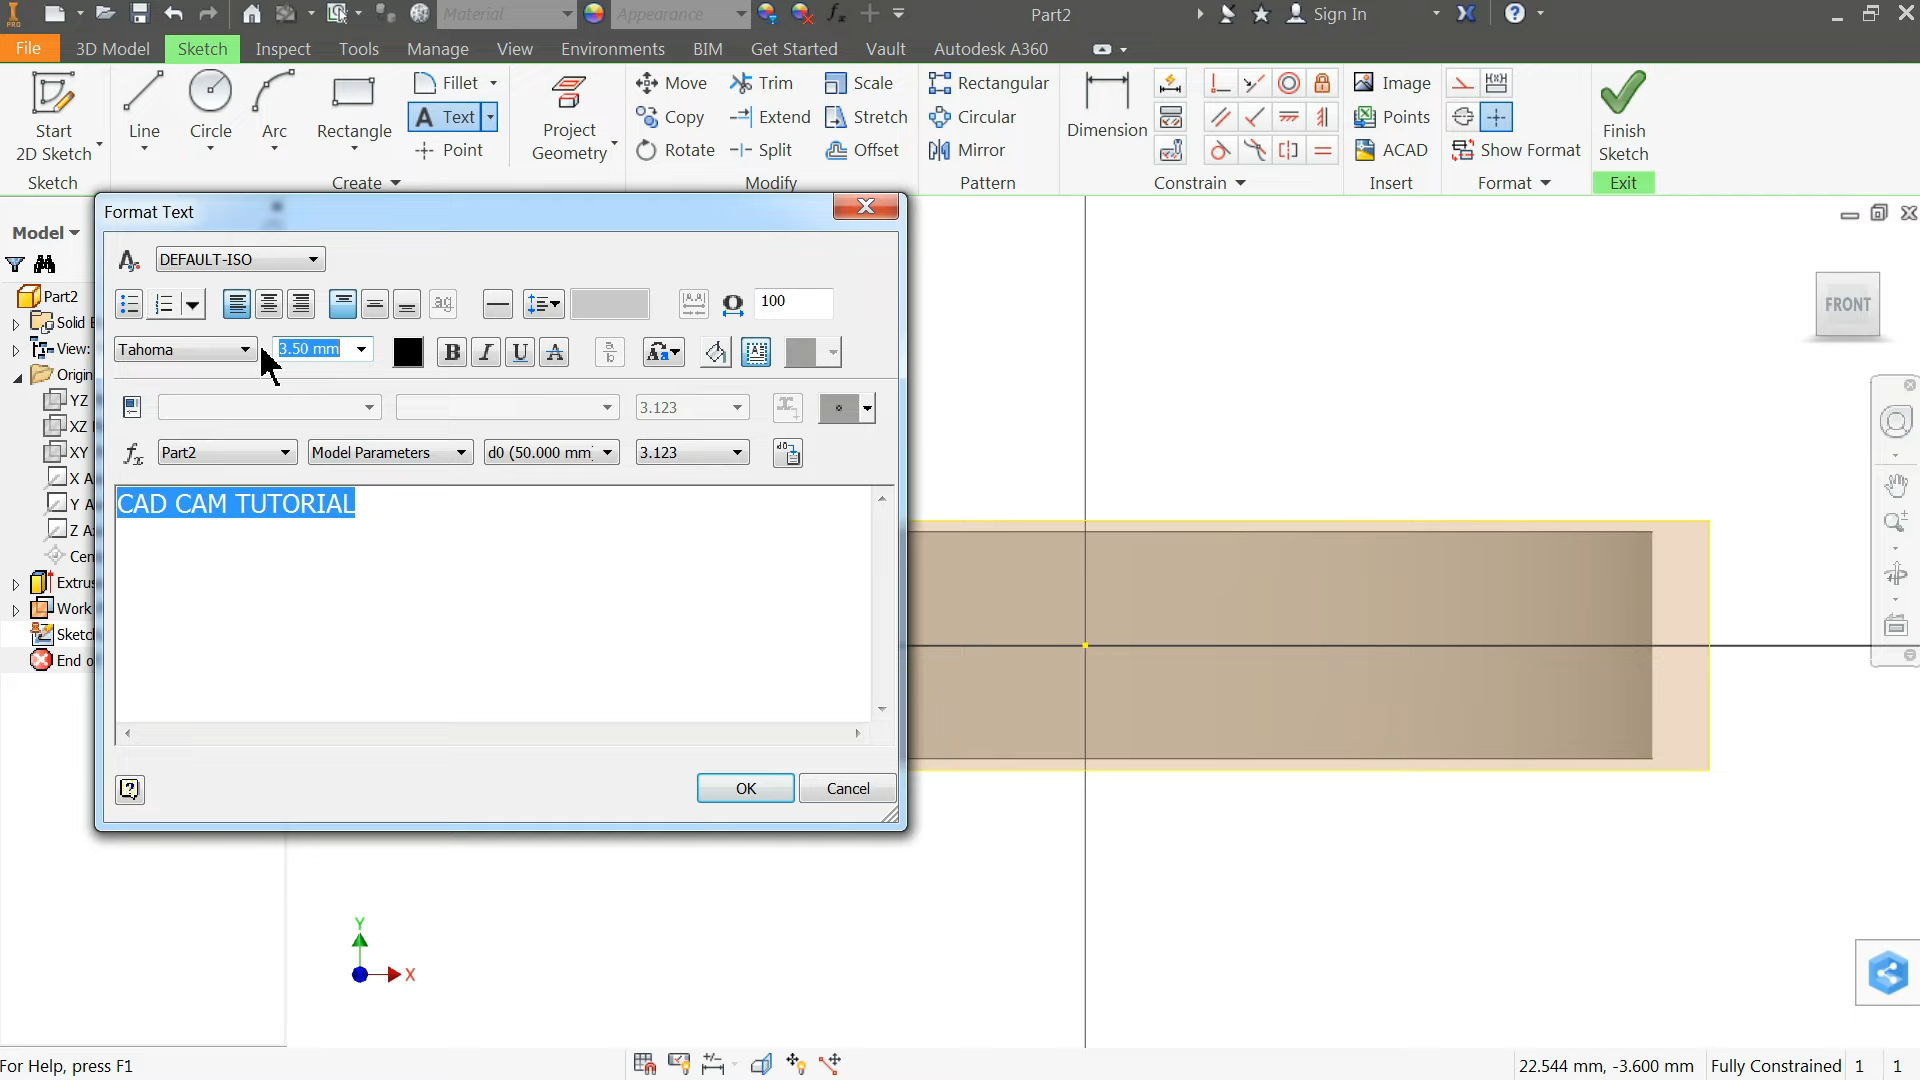 PRO
Material
Appearance
Part2
Sign In
File
3D Model
Sketch
Inspect
Tools
Manage
View
Environments
BIM
Get Started
Vault
Autodesk A360
Start
2D Sketch
Sketch
Line
Circle
Arc
Rectangle
Fillet
Text
Point
Create
Project
Geometry
Move
Copy
Rotate
Trim
Extend
Split
Scale
Stretch
Offset
Modify
Rectangular
Circular
Mirror
Pattern
Dimension
Constrain
Image
Points
ACAD
Insert
Show Format
Format
Finish
Sketch
Exit
Model
Part2
Solid B
View:
Origin
YZ
XZ
XY
X A
Y A
Z A
Cen
Extrus
Work
Sketch
End o
Format Text
DEFAULT-ISO
100
Tahoma
3.50 mm
B I U A
3.123
fx
Part2
Model Parameters
d0 (50.000 mm)
3.123
CAD CAM TUTORIAL
OK
Cancel
FRONT
Y
X
For Help, press F1
22.544 mm, -3.600 mm
Fully Constrained
1
1